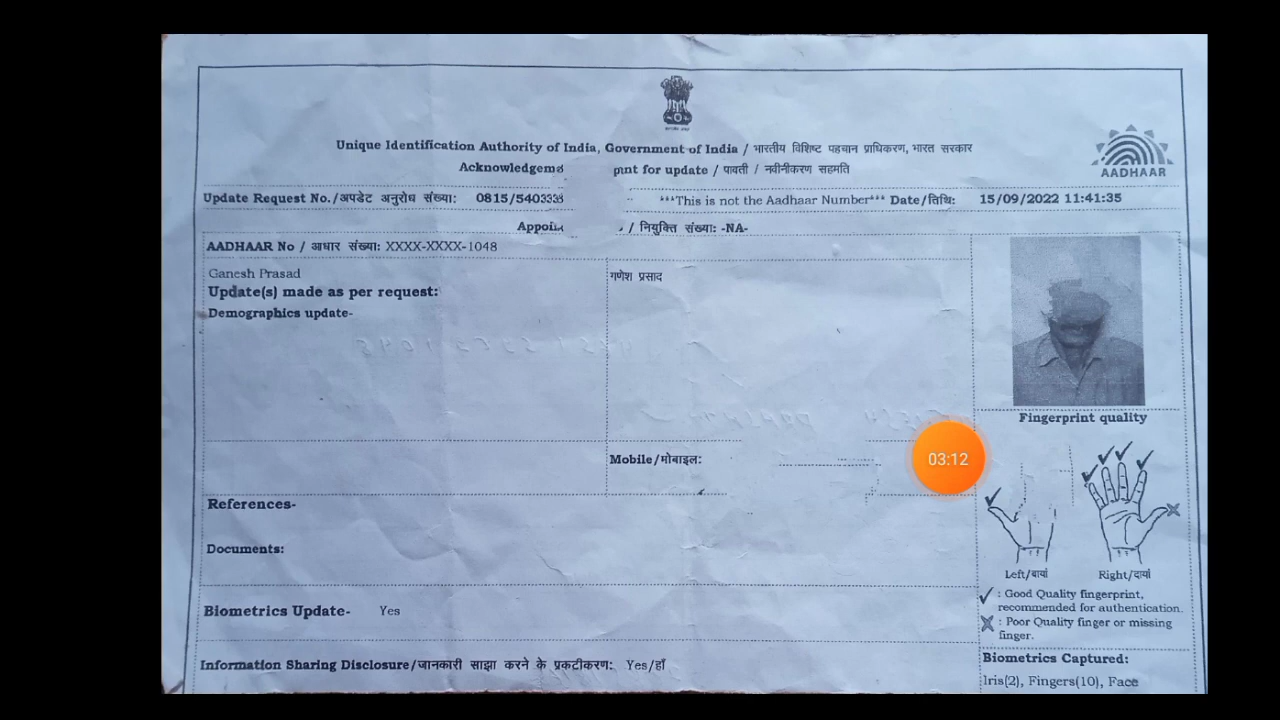 Unique Identification Authority of India, Government of India / भारतीय विशिष्ट पहचान प्राधिकरण, भारत सरकार
AADHAAR
for update / पावती / नवीनीकरण सहमति
Update Request No./अपडेट अनुरोध संख्या: ***This is not the Aadhaar Number*** Date/तिथि: 15/09/2022 11:41:35
/ नियुक्ति संख्या: -NA-
AADHAAR No / आधार संख्या: XXXX-XXXX-1048
Ganesh Prasad
गणेश प्रसाद
Update(s) made as per request:
Demographics update-
Fingerprint quality
Mobile/मोबाइल:
03:12
References-
Documents:
Left/बायां Right/दायां
: Good Quality fingerprint,
recommended for authentication.
: Poor Quality finger or missing
finger.
Biometrics Update- Yes
Information Sharing Disclosure/जानकारी साझा करने के प्रकटीकरण: Yes/हाँ
Biometrics Captured:
Iris(2), Fingers(10), Face